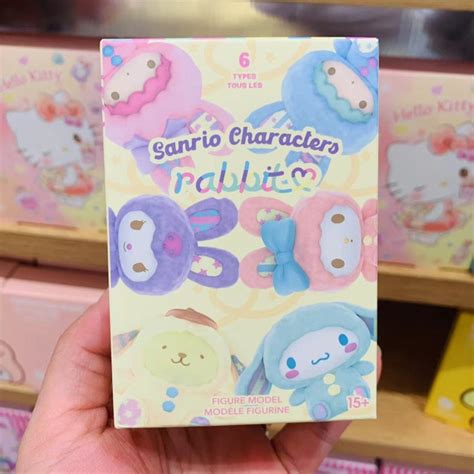 6
TYPES
TOUS LES
Sanrio Characters
rabbit
FIGURE MODEL
MODÈLE FIGURINE
15+
Hello Kitty
Hello Kitty